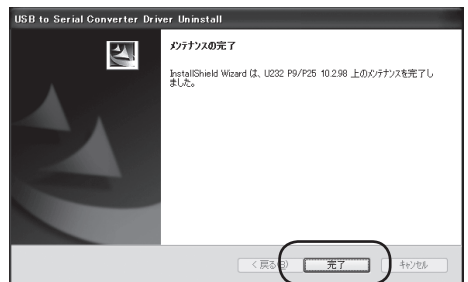 USB to Serial Converter Driver Uninstall
メンテナンスの完了
InstallShield Wizard は、U232 P9/P25 10.2.98 上のメンテナンスを完了し
ました。
< 戻る(B)
完了
キャンセル